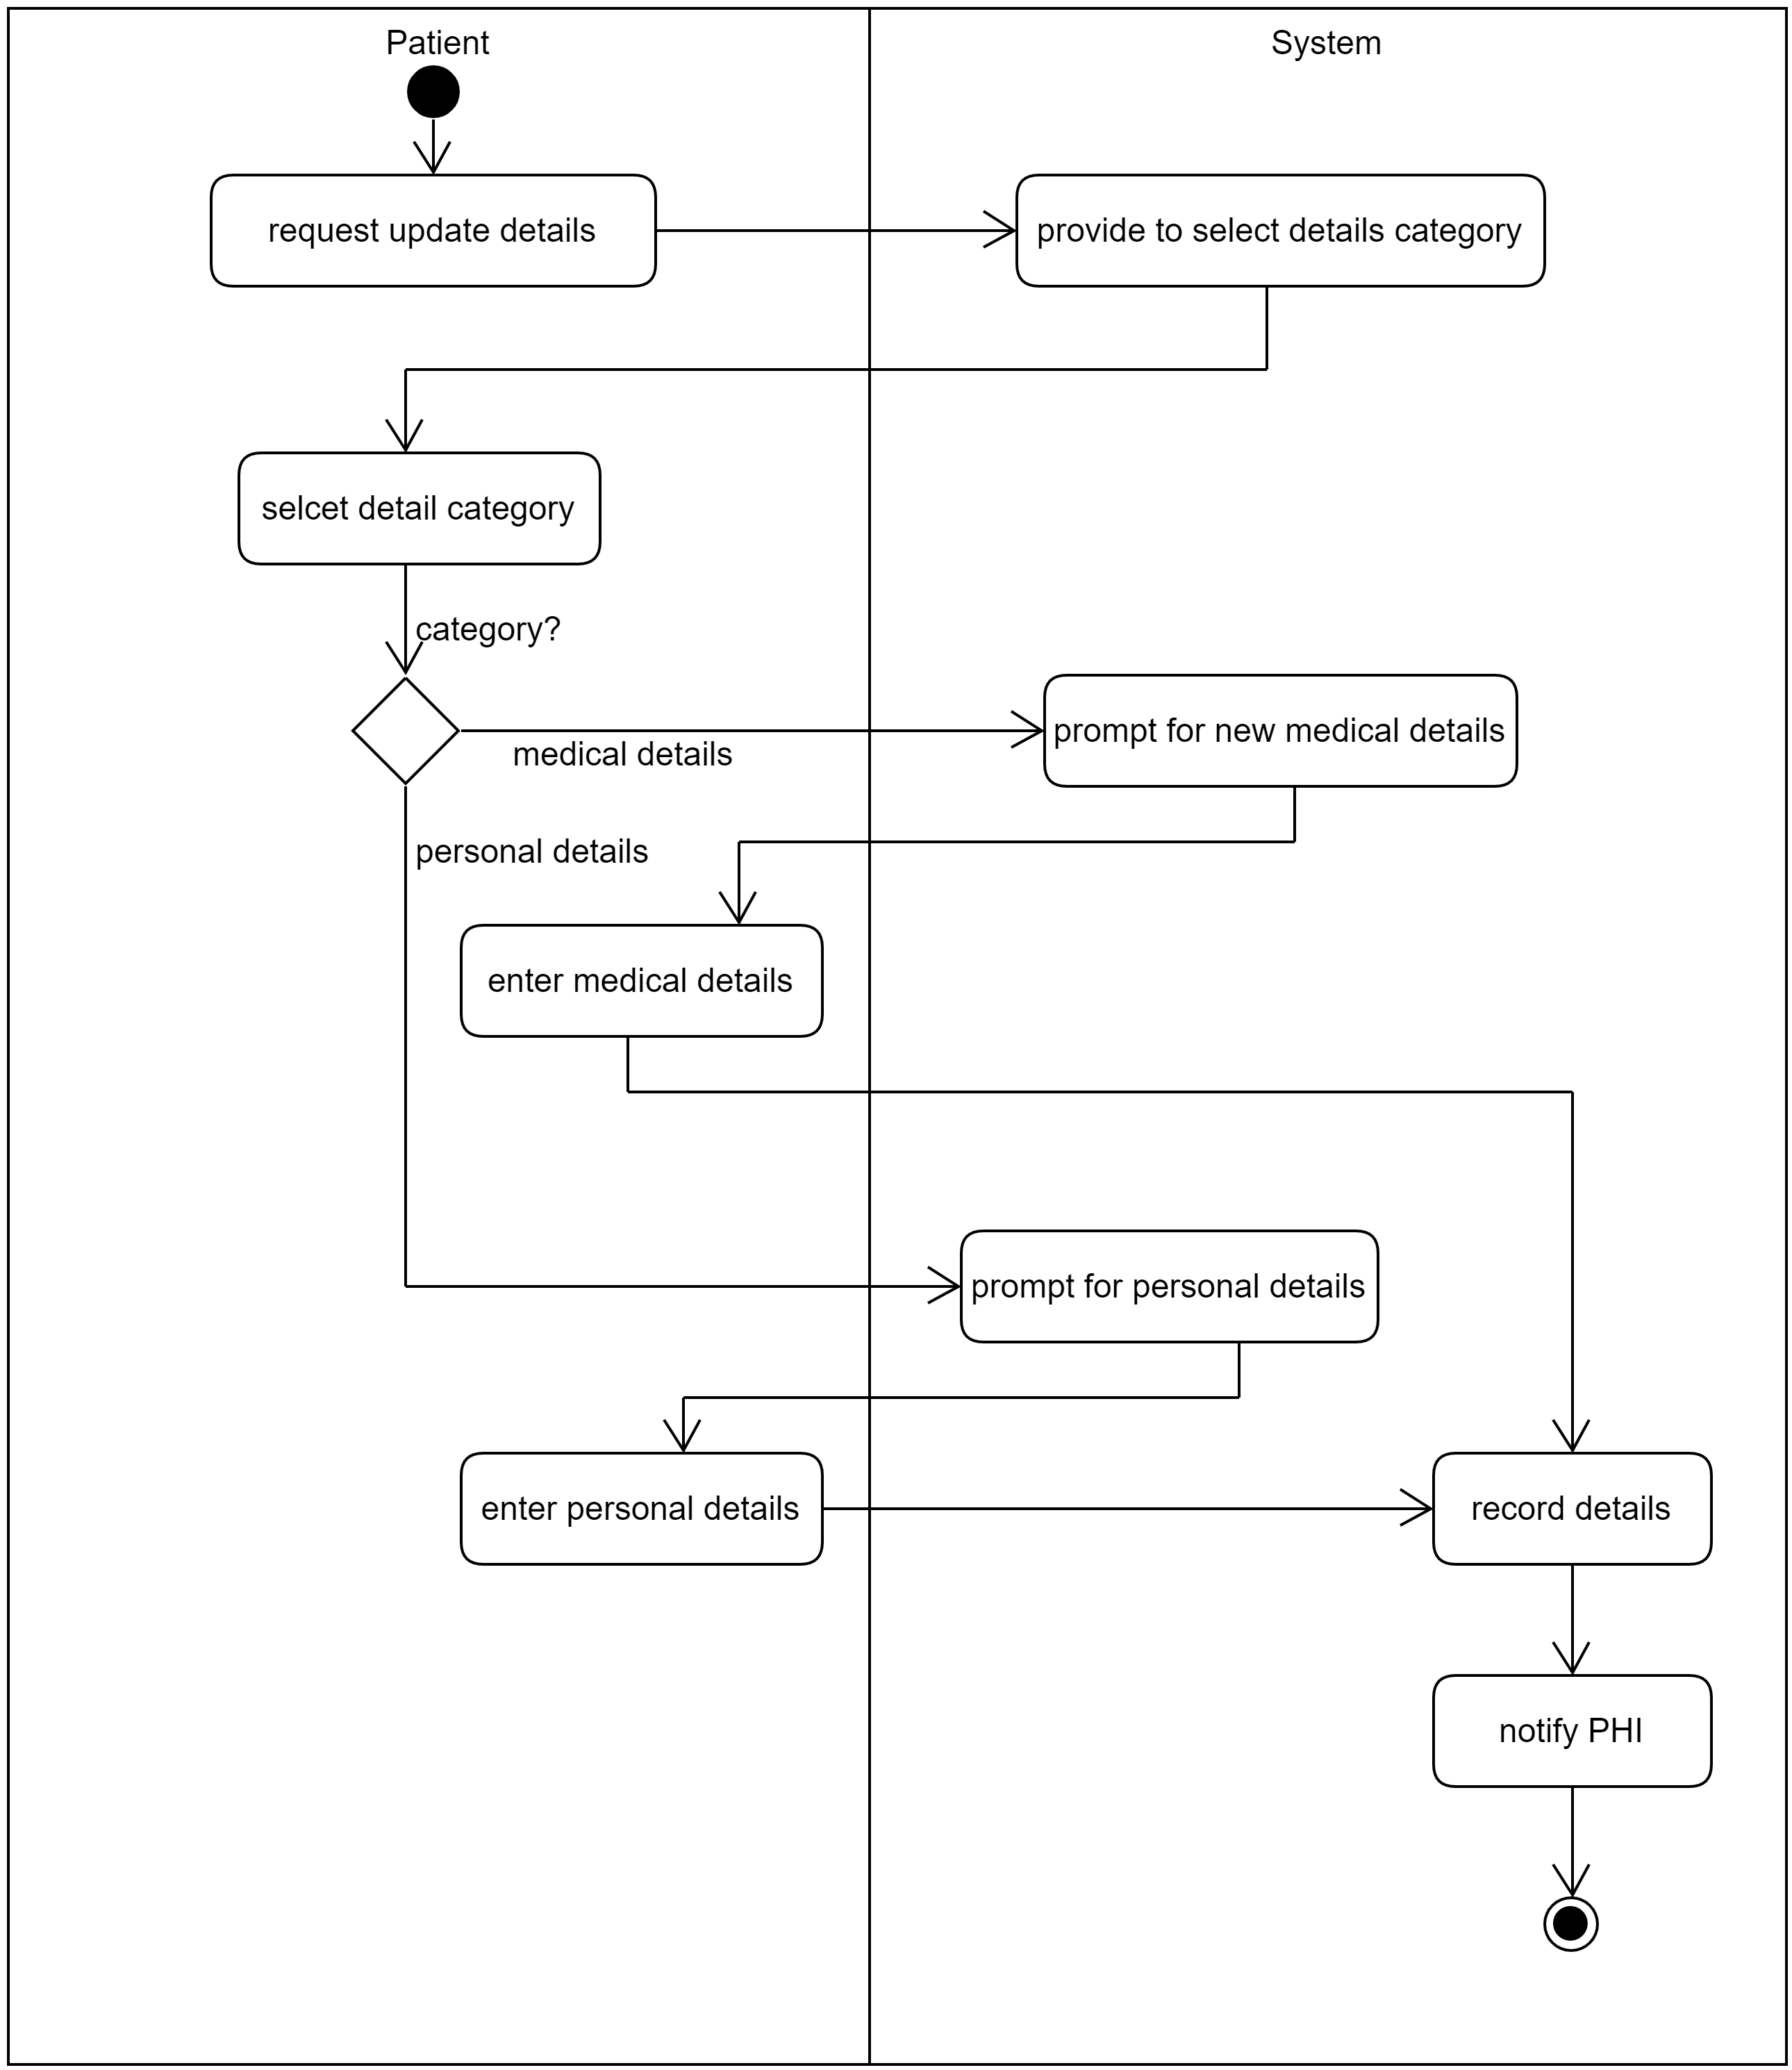 Patient
System
request update details
provide to select details category
selcet detail category
category?
medical details
prompt for new medical details
personal details
enter medical details
prompt for personal details
enter personal details
record details
notify PHI